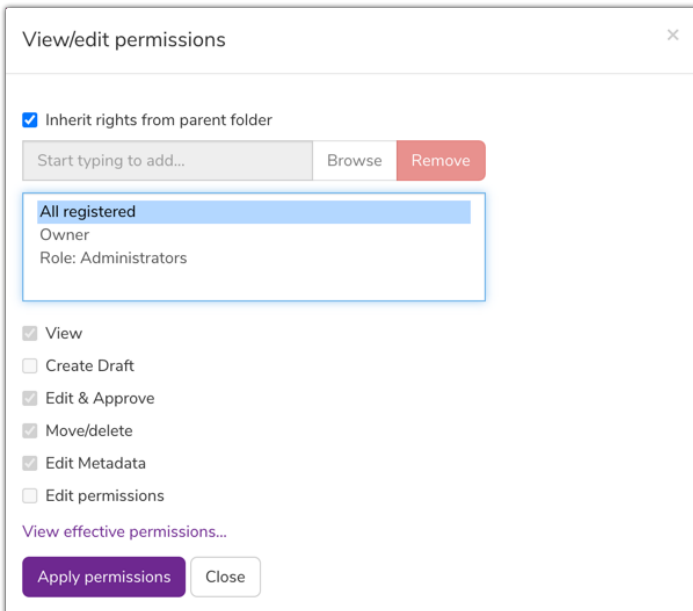 View/edit permissions
×
Inherit rights from parent folder
Start typing to add... Browse Remove
All registered
Owner
Role: Administrators
View
Create Draft
Edit & Approve
Move/delete
Edit Metadata
Edit permissions
View effective permissions...
Apply permissions Close